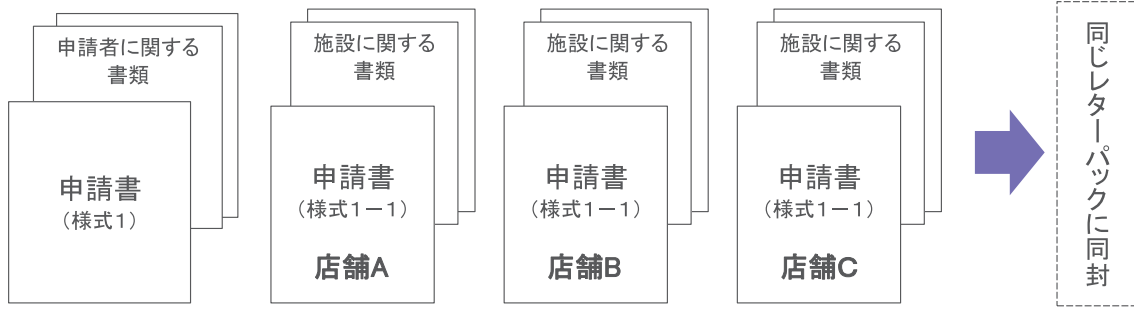 申請者に関する
書類
申請書
（様式１）
施設に関する
書類
申請書
（様式１－１）
店舗A
施設に関する
書類
申請書
（様式１－１）
店舗B
施設に関する
書類
申請書
（様式１－１）
店舗C
同じレターパックに同封